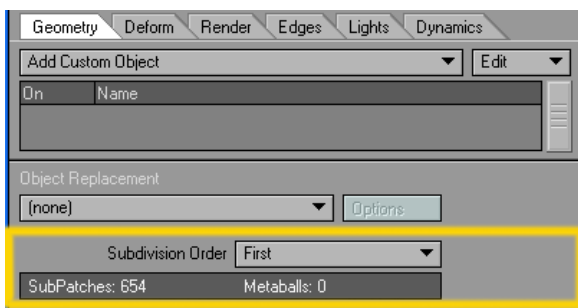 Geometry Deform Render Edges Lights Dynamics
Add Custom Object Edit
On Name
Object Replacement
(none) Options
Subdivision Order First
SubPatches: 654 Metaballs: 0